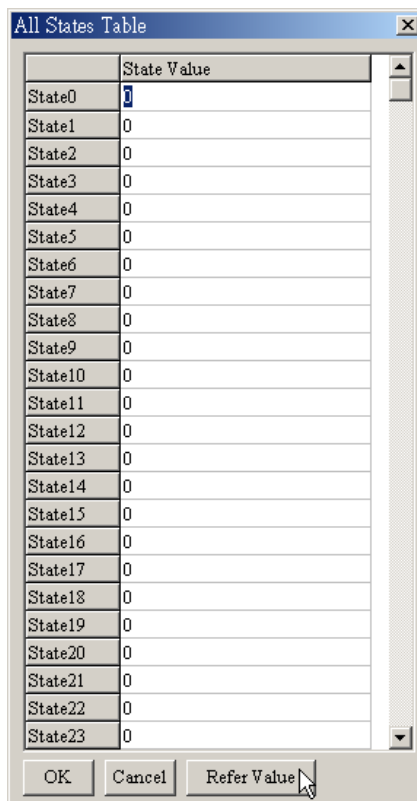 All States Table
State Value
State0 0
State1 0
State2 0
State3 0
State4 0
State5 0
State6 0
State7 0
State8 0
State9 0
State10 0
State11 0
State12 0
State13 0
State14 0
State15 0
State16 0
State17 0
State18 0
State19 0
State20 0
State21 0
State22 0
State23 0
OK Cancel Refer Value